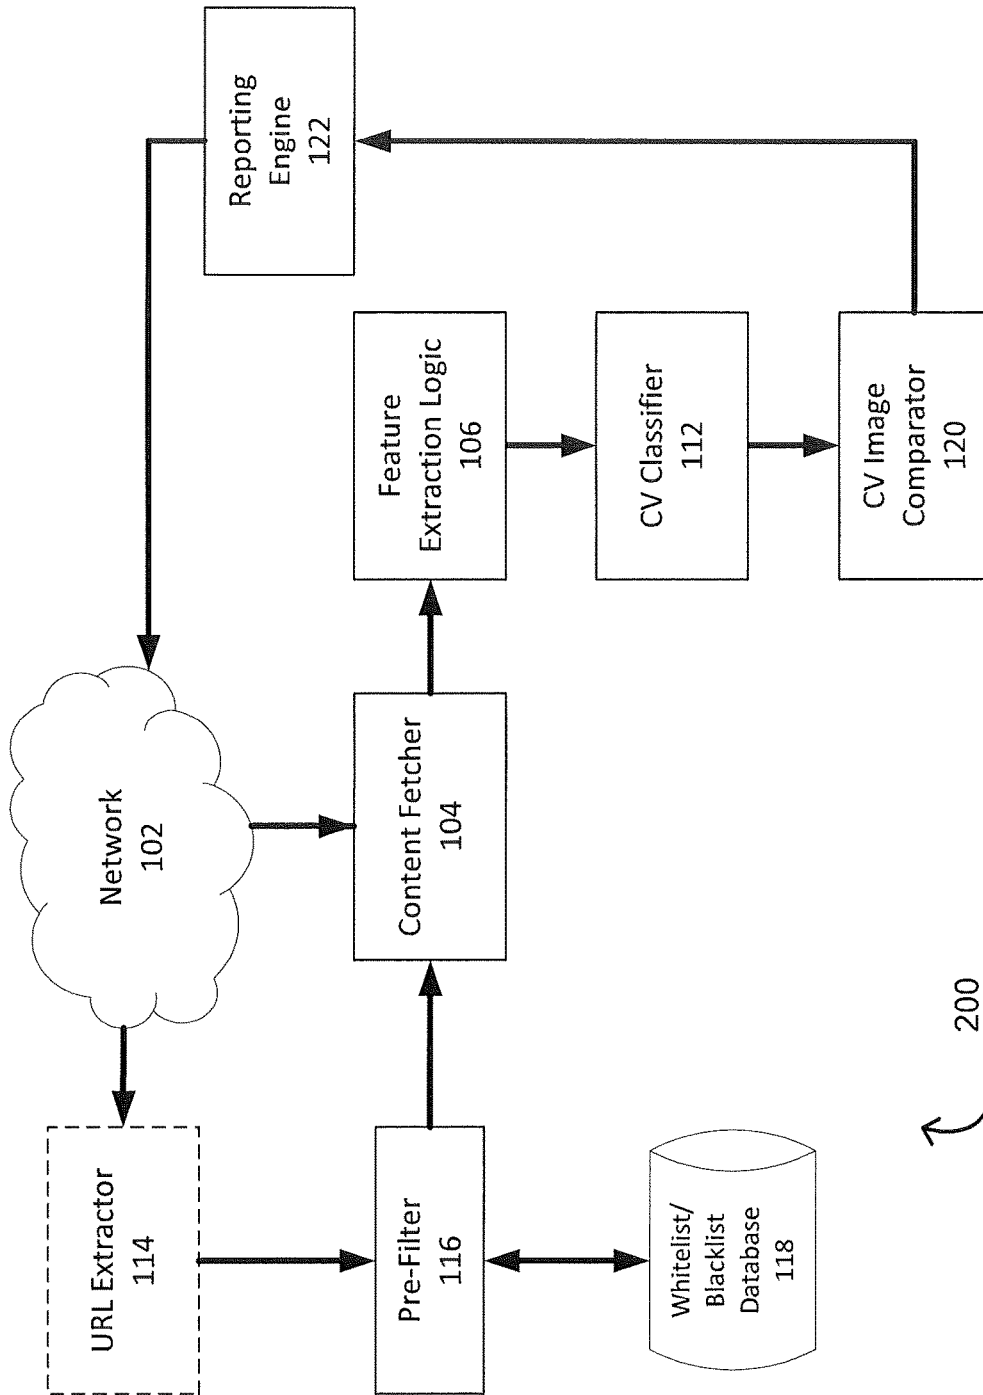 URL Extractor
114
Network
102
Reporting
Engine
122
Pre-Filter
116
Content Fetcher
104
Feature
Extraction Logic
106
Whitelist/
Blacklist
Database
118
CV Classifier
112
CV Image
Comparator
120
200